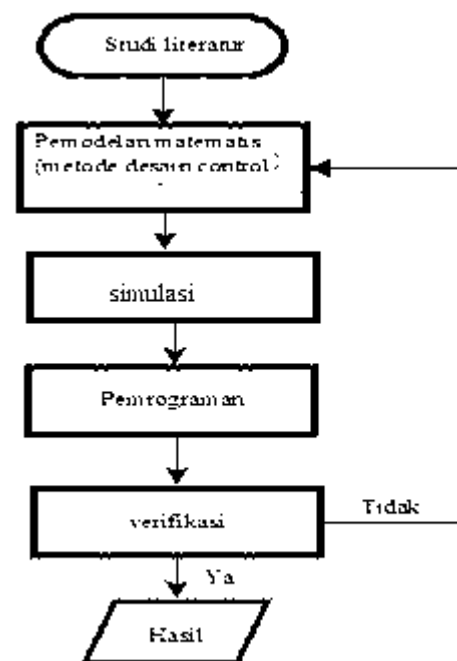 Studi literatur
Pemodelan matematis
(metode desain control)
simulasi
Pemrograman
verifikasi
Tidak
Ya
Hasil